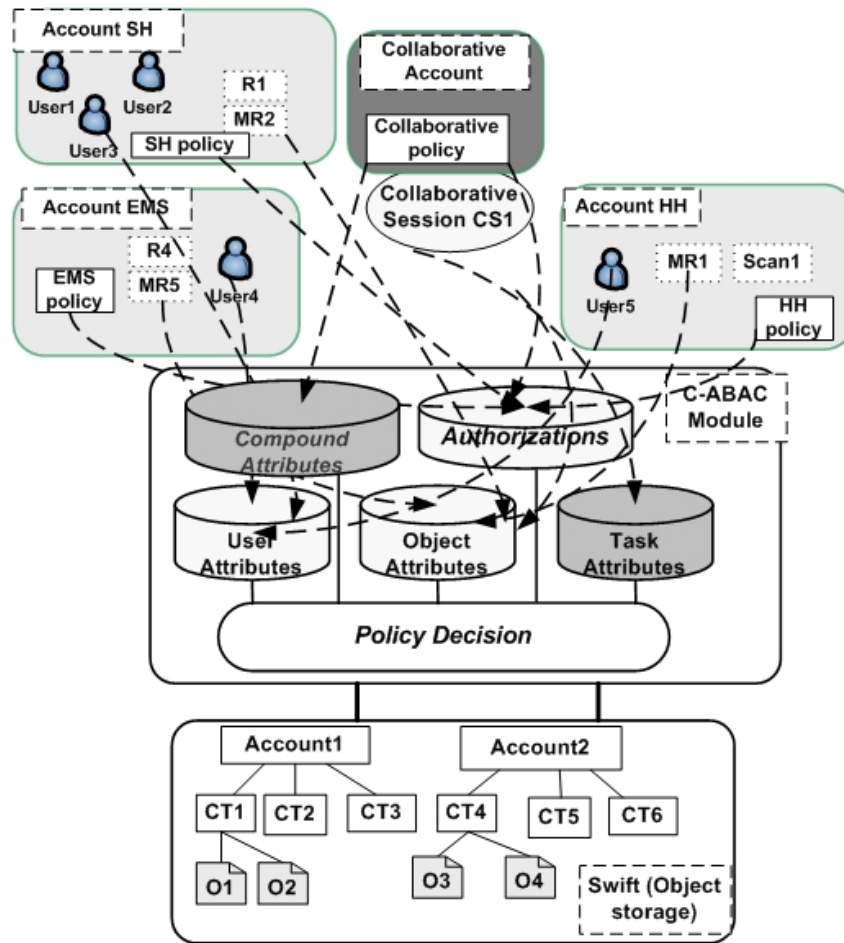 Account SH
User1
User2
User3
R1
MR2
SH policy
Collaborative
Account
Collaborative
policy
Collaborative
Session CS1
Account EMS
EMS
policy
R4
MR5
User4
Account HH
User5
MR1
Scan1
HH
policy
C-ABAC
Module
Compound
Attributes
Authorizations
User
Attributes
Object
Attributes
Task
Attributes
Policy Decision
Account1
Account2
CT1
CT2
CT3
CT4
CT5
CT6
O1
O2
O3
O4
Swift (Object
storage)